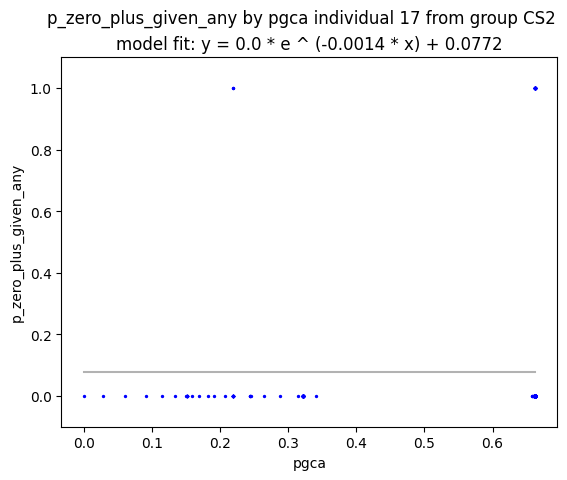 p_zero_plus_given_any by pgca individual 17 from group CS2
model fit: y = 0.0 * e ^ (-0.0014 * x) + 0.0772
1.0
0.8
0.6
0.4
0.2
0.0
p_zero_plus_given_any
0.0 0.1 0.2 0.3 0.4 0.5 0.6
pgca